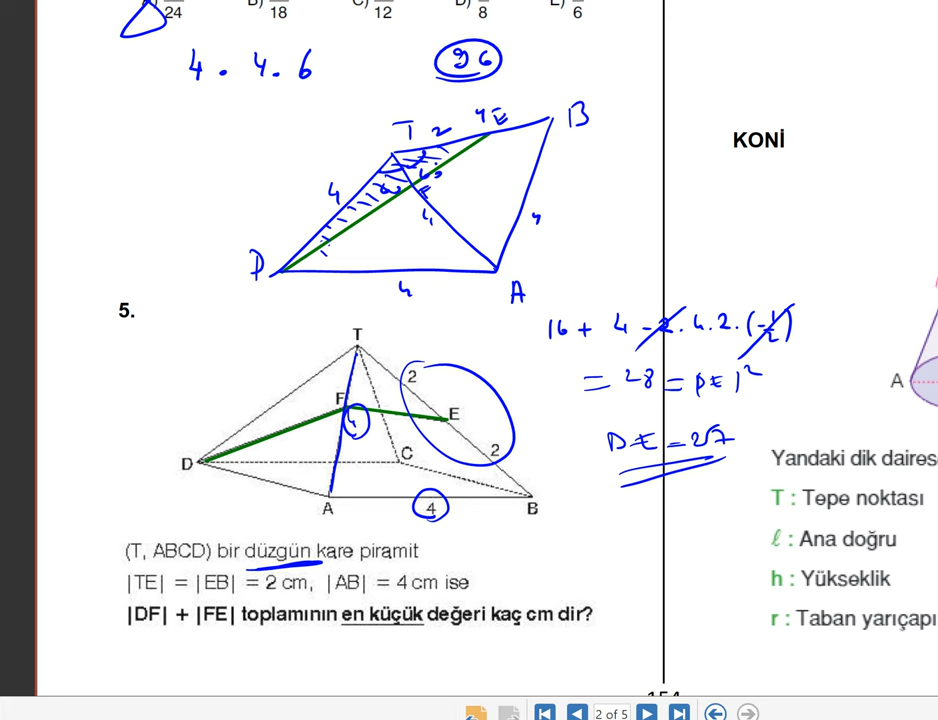 24 B) 18 12 8 E) 6
4 . 4 . 6
96
T 2 4 E B
4
4
4
D
4
A
KONİ
5.
16 + 4 - 2 . 4 . 2 . (-1/2)
= 28 = |DE|²
DE = 2√7
T
2
F
E
4
2
D
C
A
4
B
A
(T, ABCD) bir düzgün kare piramit
|TE| = |EB| = 2 cm, |AB| = 4 cm ise
|DF| + |FE| toplamının en küçük değeri kaç cm dir?
Yandaki dik daires
T : Tepe noktası
ℓ : Ana doğru
h : Yükseklik
r : Taban yarıçapı
2 of 5